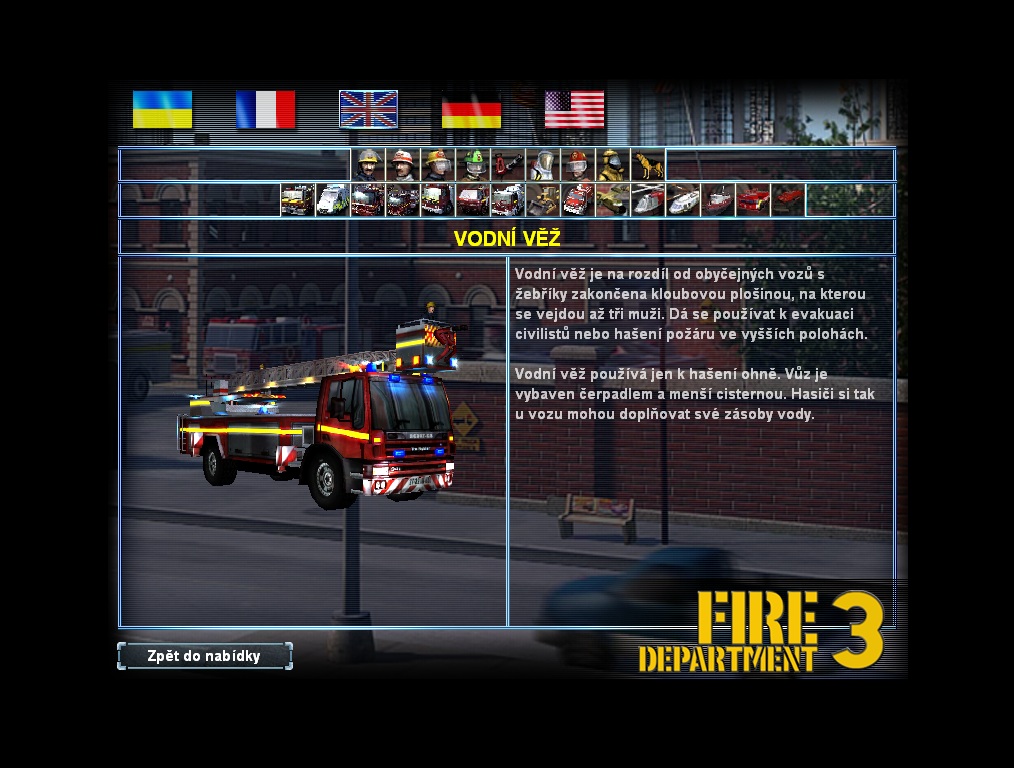 VODNÍ VĚŽ
Vodní věž je na rozdíl od obyčejných vozů s
žebříky zakončena kloubovou plošinou, na kterou
se vejdou až tři muži. Dá se používat k evakuaci
civilistů nebo hašení požáru ve vyšších polohách.
Vodní věž používá jen k hašení ohně. Vůz je
vybaven čerpadlem a menší cisternou. Hasiči si tak
u vozu mohou doplňovat své zásoby vody.
FIRE
DEPARTMENT 3
Zpět do nabídky